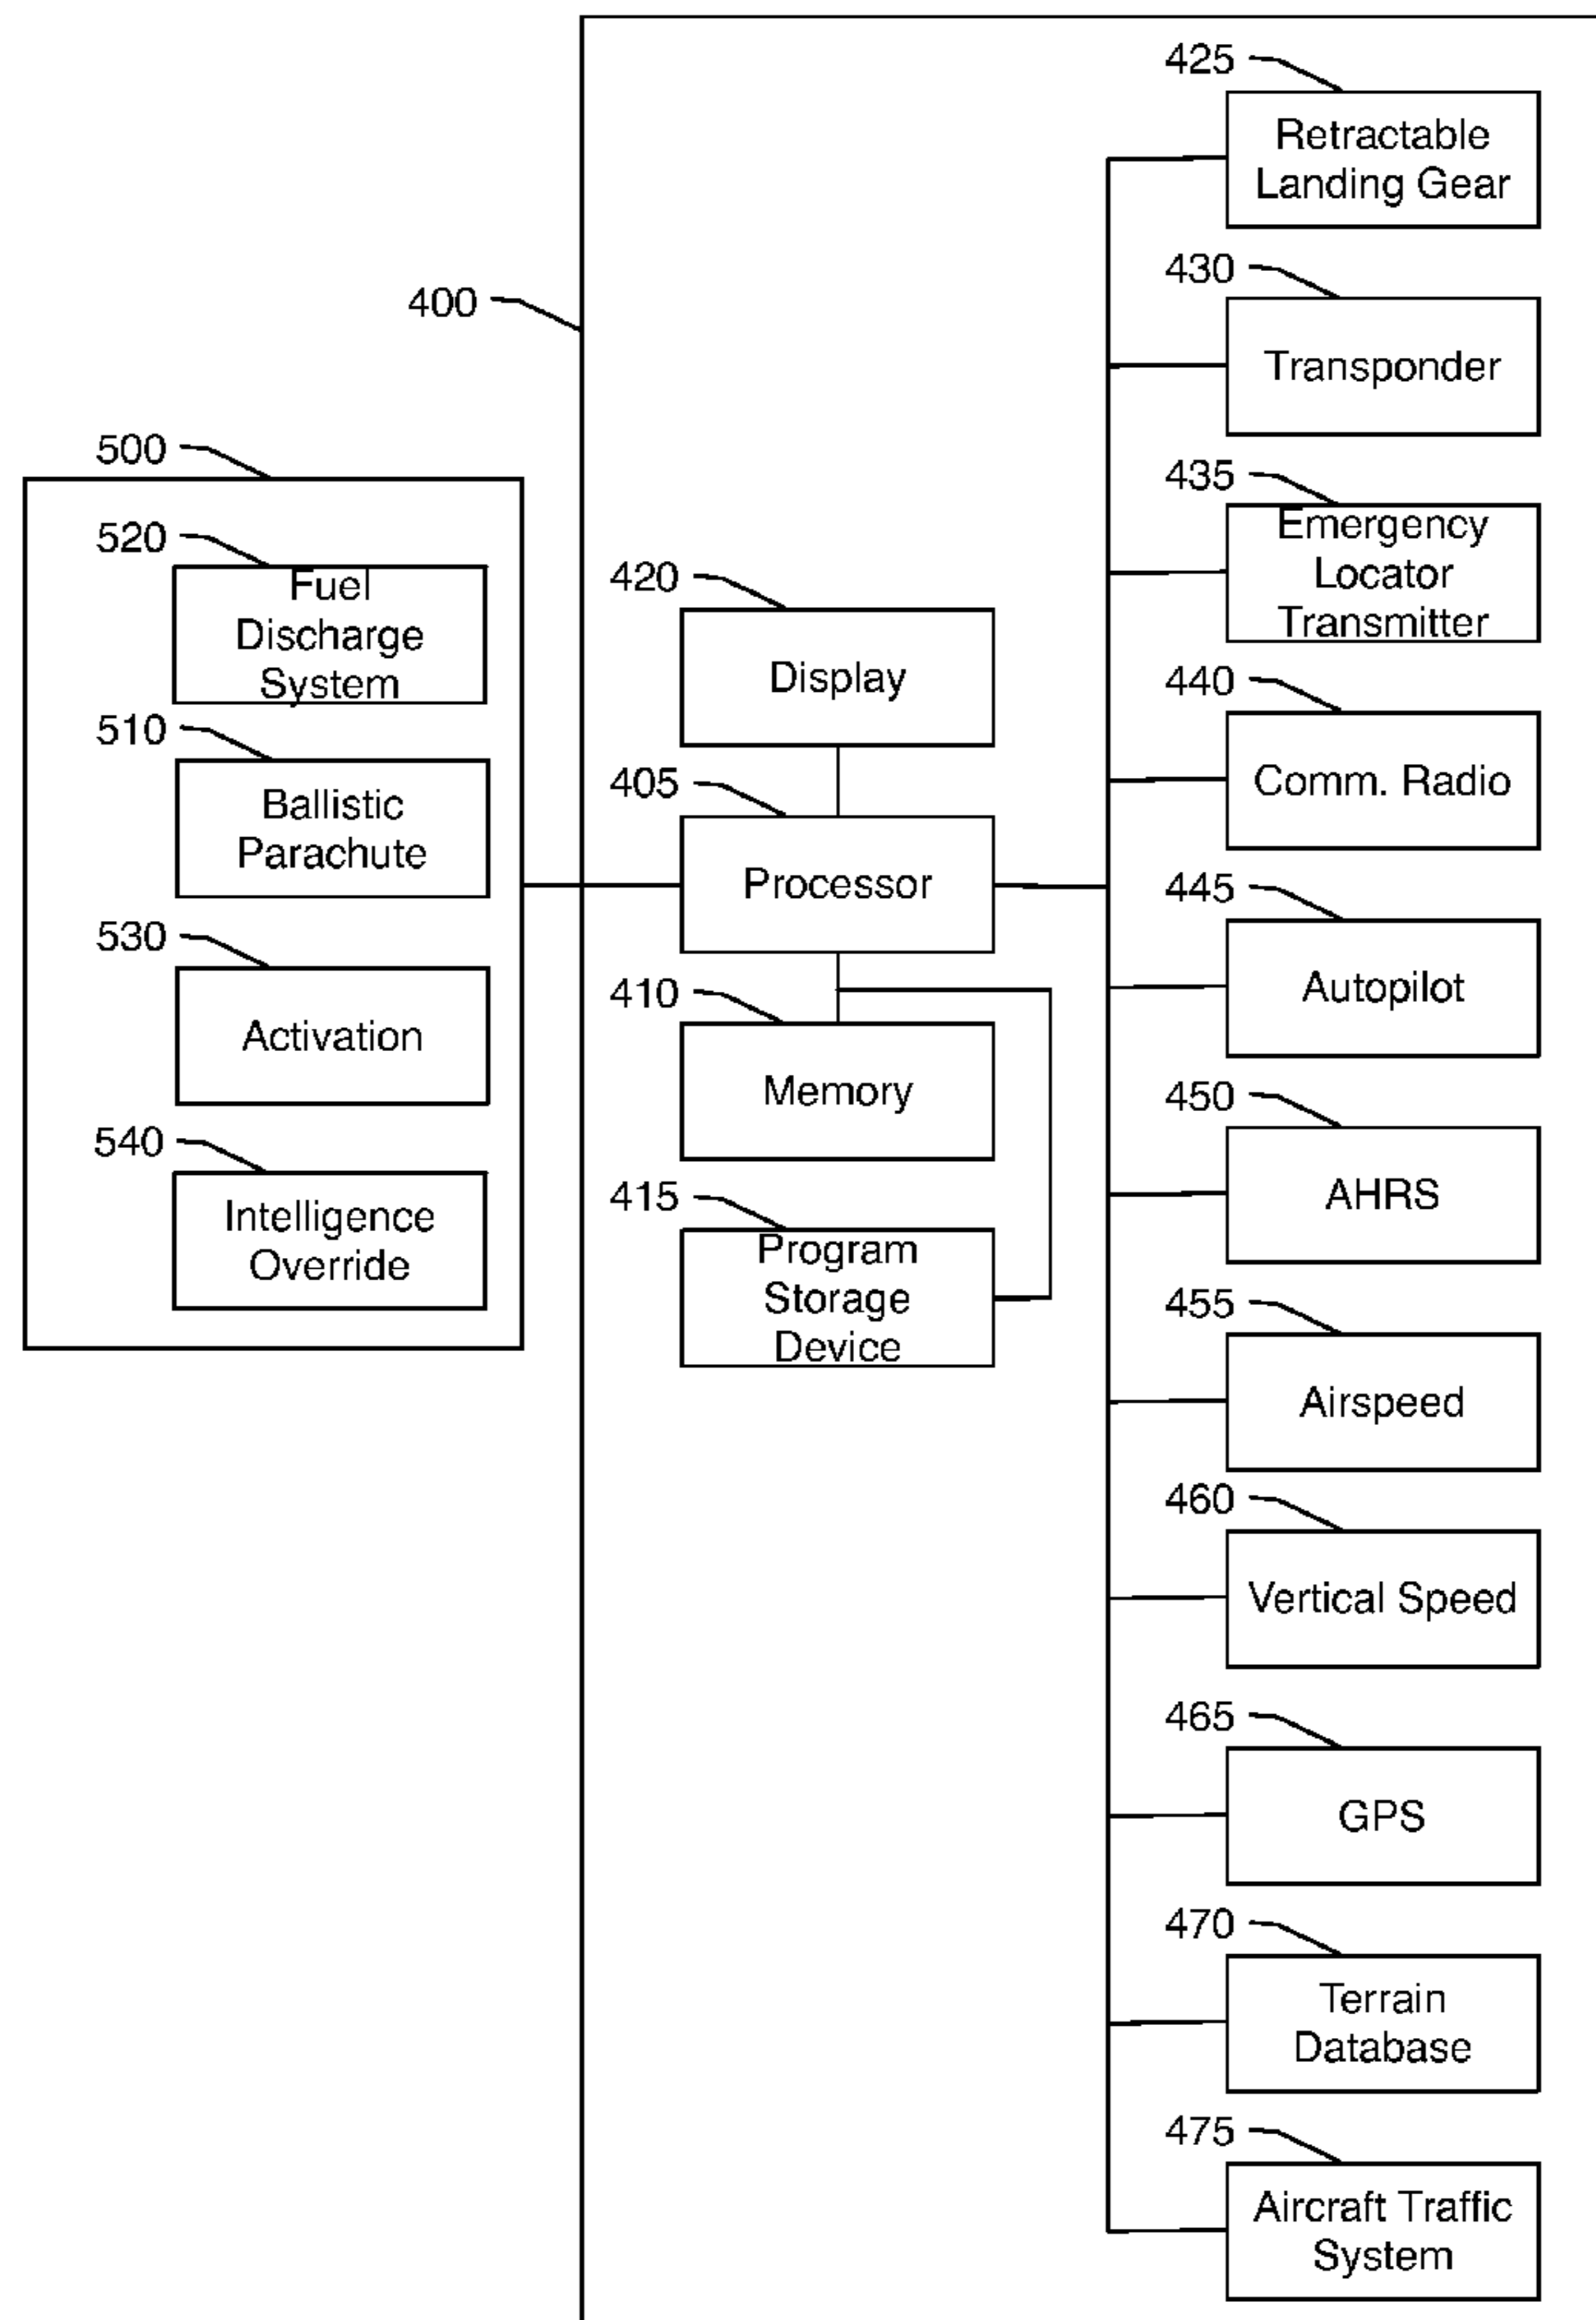 400
500
520
Fuel
Discharge
System
510
Ballistic
Parachute
530
Activation
540
Intelligence
Override
420
Display
405
Processor
410
Memory
415
Program
Storage
Device
425
Retractable
Landing Gear
430
Transponder
435
Emergency
Locator
Transmitter
440
Comm. Radio
445
Autopilot
450
AHRS
455
Airspeed
460
Vertical Speed
465
GPS
470
Terrain
Database
475
Aircraft Traffic
System